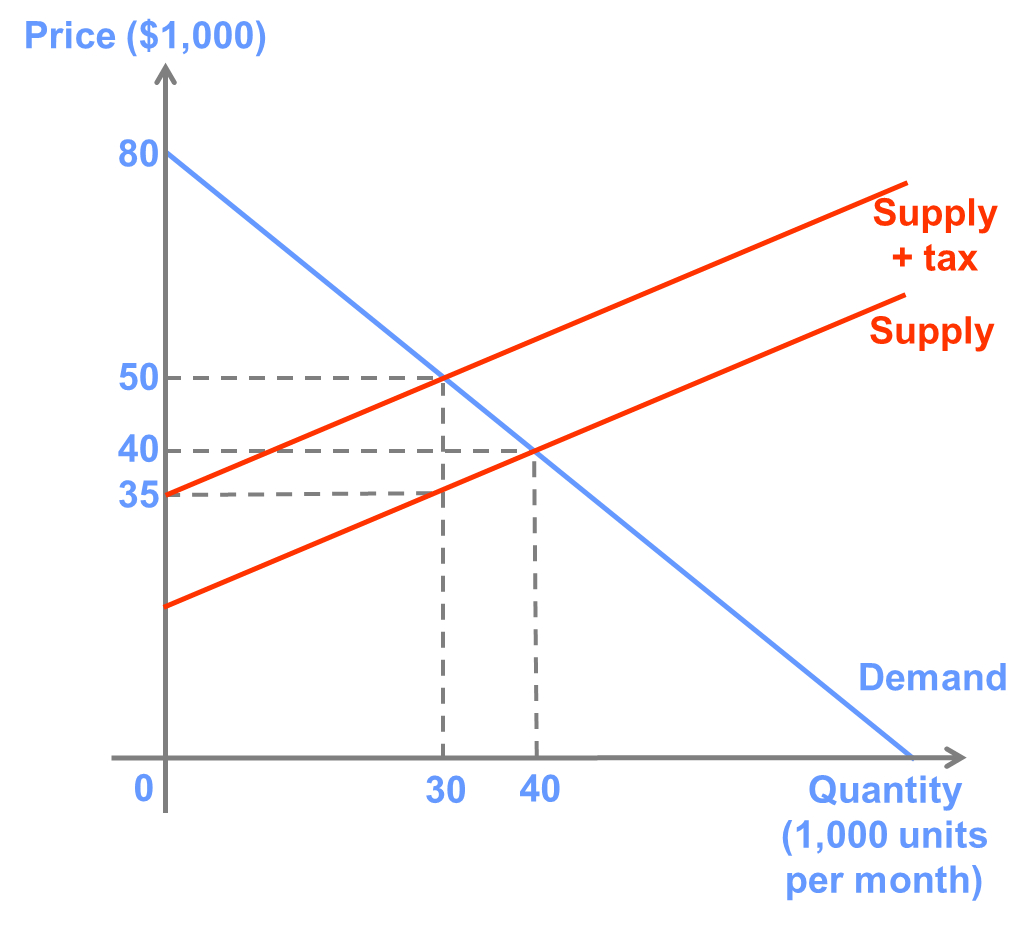 Price ($1,000)
80
Supply
+ tax
Supply
50
40
35
Demand
0
30
40
Quantity
(1,000 units
per month)